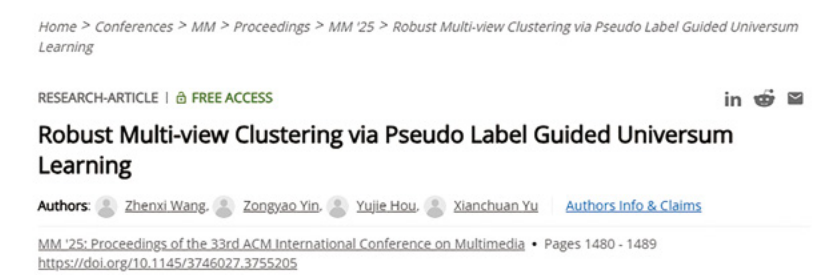 Home > Conferences > MM > Proceedings > MM '25 > Robust Multi-view Clustering via Pseudo Label Guided Universum
Learning
RESEARCH-ARTICLE | FREE ACCESS
in
Robust Multi-view Clustering via Pseudo Label Guided Universum
Learning
Authors: Zhenxi Wang, Zongyao Yin, Yujie Hou, Xianchuan Yu Authors Info & Claims
MM '25: Proceedings of the 33rd ACM International Conference on Multimedia • Pages 1480 - 1489
https://doi.org/10.1145/3746027.3755205